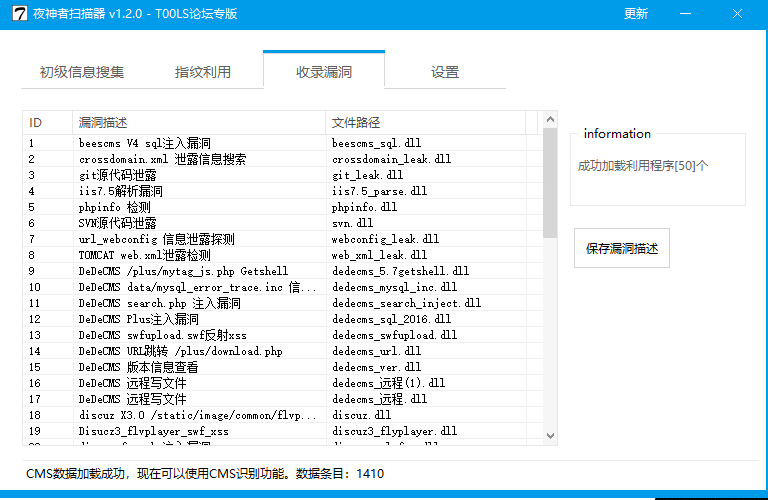 夜神者扫描器 v1.2.0 - T00LS论坛专版 更新
初级信息搜集 指纹利用 收录漏洞 设置
ID 漏洞描述 文件路径
1 beescms V4 sql注入漏洞 beescms_sql.dll
2 crossdomain.xml 泄露信息搜索 crossdomain_leak.dll
3 git源代码泄露 git_leak.dll
4 iis7.5解析漏洞 iis7.5_parse.dll
5 phpinfo 检测 phpinfo.dll
6 SVN源代码泄露 svn.dll
7 url_webconfig 信息泄露探测 webconfig_leak.dll
8 TOMCAT web.xml泄露检测 web_xml_leak.dll
9 DeDeCMS /plus/mytag_js.php Getshell dedecms_5.7getshell.dll
10 DeDeCMS data/mysql_error_trace.inc 信... dedecms_mysql_inc.dll
11 DeDeCMS search.php 注入漏洞 dedecms_search_inject.dll
12 DeDeCMS Plus注入漏洞 dedecms_sql_2016.dll
13 DeDeCMS swfupload.swf反射xss dedecms_swfupload.dll
14 DeDeCMS URL跳转 /plus/download.php dedecms_url.dll
15 DeDeCMS 版本信息查看 dedecms_ver.dll
16 DeDeCMS 远程写文件 dedecms_远程(1).dll
17 DeDeCMS 远程写文件 dedecms_远程.dll
18 discuz X3.0 /static/image/common/flvp... discuz.dll
19 Disucz3_flvplayer_swf_xss discuz3_flyplayer.dll
information
成功加载利用程序[50]个
保存漏洞描述
CMS数据加载成功，现在可以使用CMS识别功能。数据条目：1410